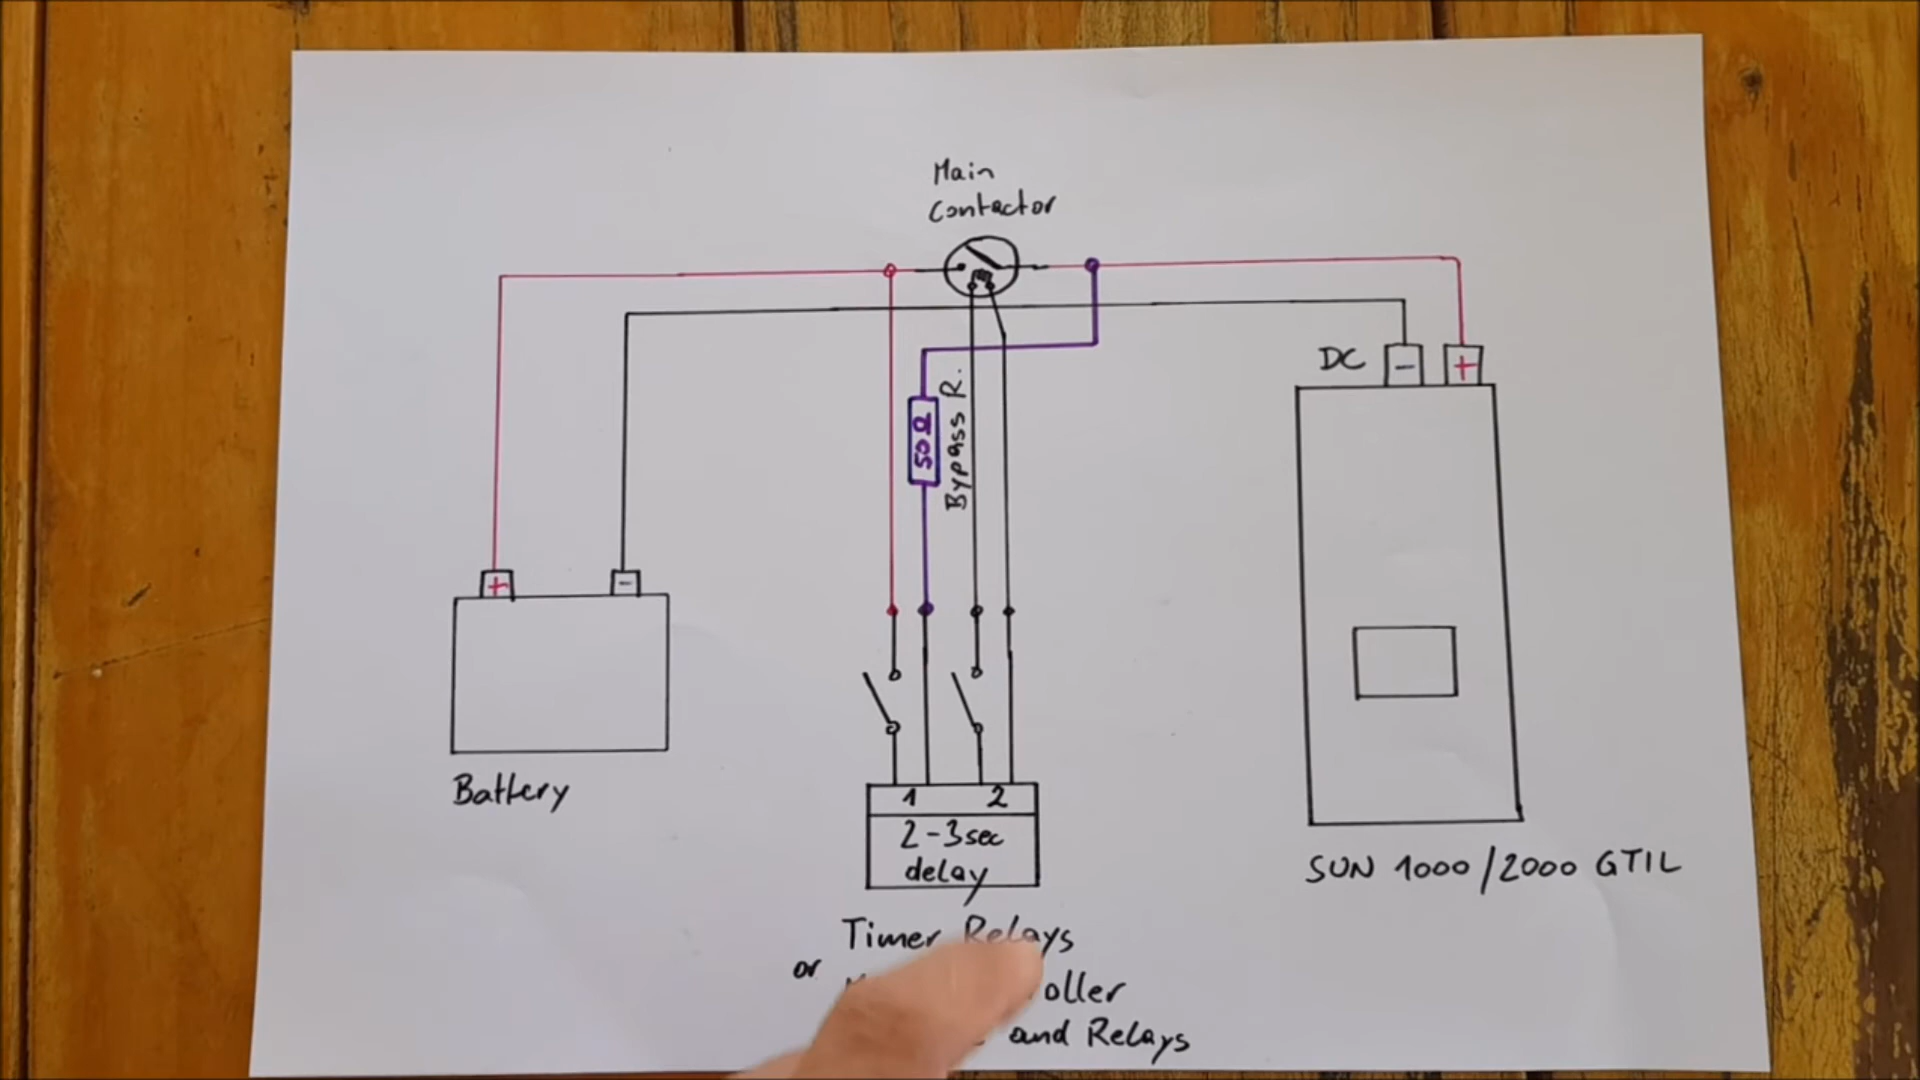 Main
Contactor
DC
-
+
50Ω
Bypass R.
+
-
Battery
1 2
2-3sec
delay
SUN 1000/2000 GTIL
Timer Relays
or
and Relays